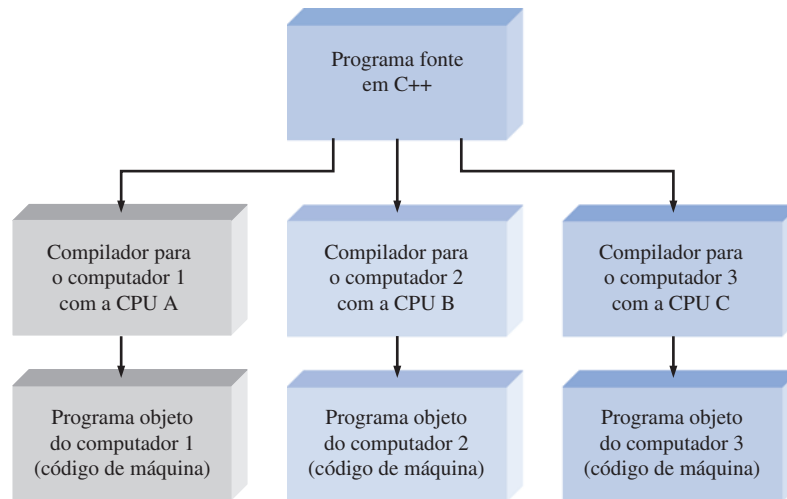 Programa fonte
em C++
Compilador para
o computador 1
com a CPU A
Compilador para
o computador 2
com a CPU B
Compilador para
o computador 3
com a CPU C
Programa objeto
do computador 1
(código de máquina)
Programa objeto
do computador 2
(código de máquina)
Programa objeto
do computador 3
(código de máquina)